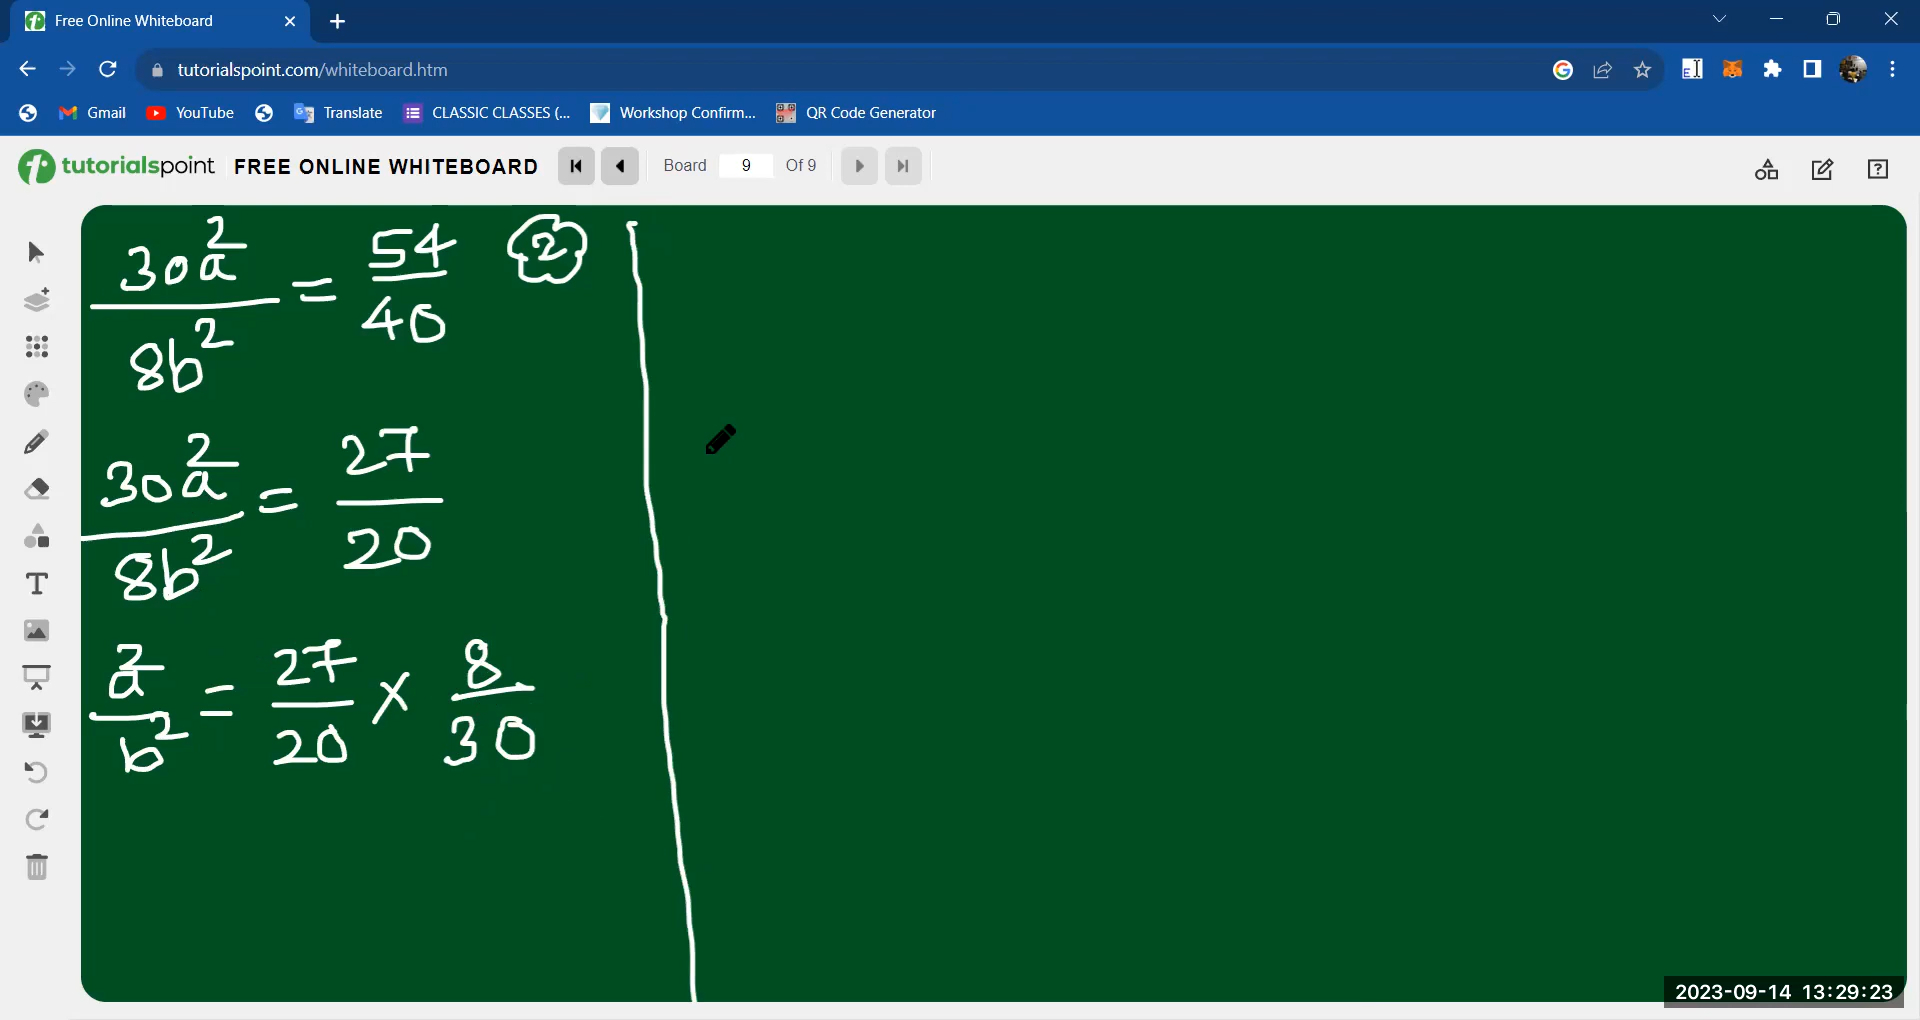 Free Online Whiteboard
tutorialspoint.com/whiteboard.htm
Gmail YouTube Translate CLASSIC CLASSES (... Workshop Confirm... QR Code Generator
tutorialspoint FREE ONLINE WHITEBOARD Board 9 Of 9
30a²/8b² = 54/40 ②
30a²/8b² = 27/20
a²/b² = 27/20 × 8/30
2023-09-14 13:29:23